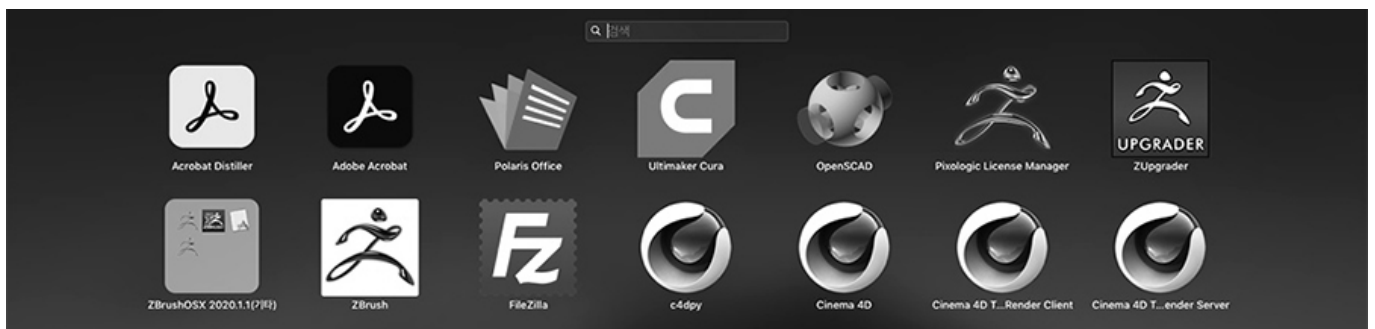 검색
Acrobat Distiller
Adobe Acrobat
Polaris Office
Ultimaker Cura
OpenSCAD
Pixologic License Manager
UPGRADER
ZUpgrader
ZBrushOSX 2020.1.1(기타)
ZBrush
Fz
FileZilla
c4dpy
Cinema 4D
Cinema 4D T...Render Client
Cinema 4D T...ender Server